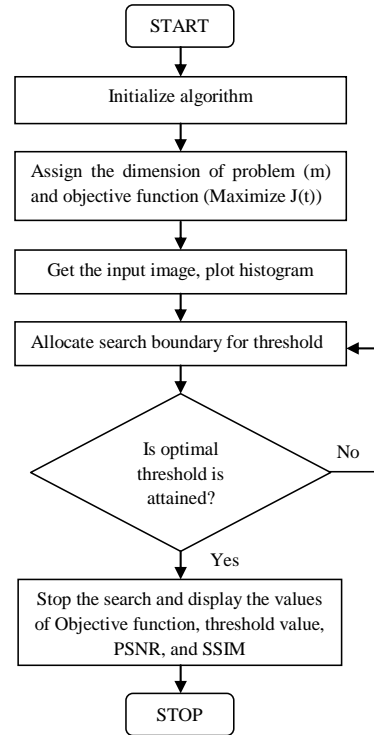 START
Initialize algorithm
Assign the dimension of problem (m)
and objective function (Maximize J(t))
Get the input image, plot histogram
Allocate search boundary for threshold
Is optimal
threshold is
attained?
No
Yes
Stop the search and display the values
of Objective function, threshold value,
PSNR, and SSIM
STOP